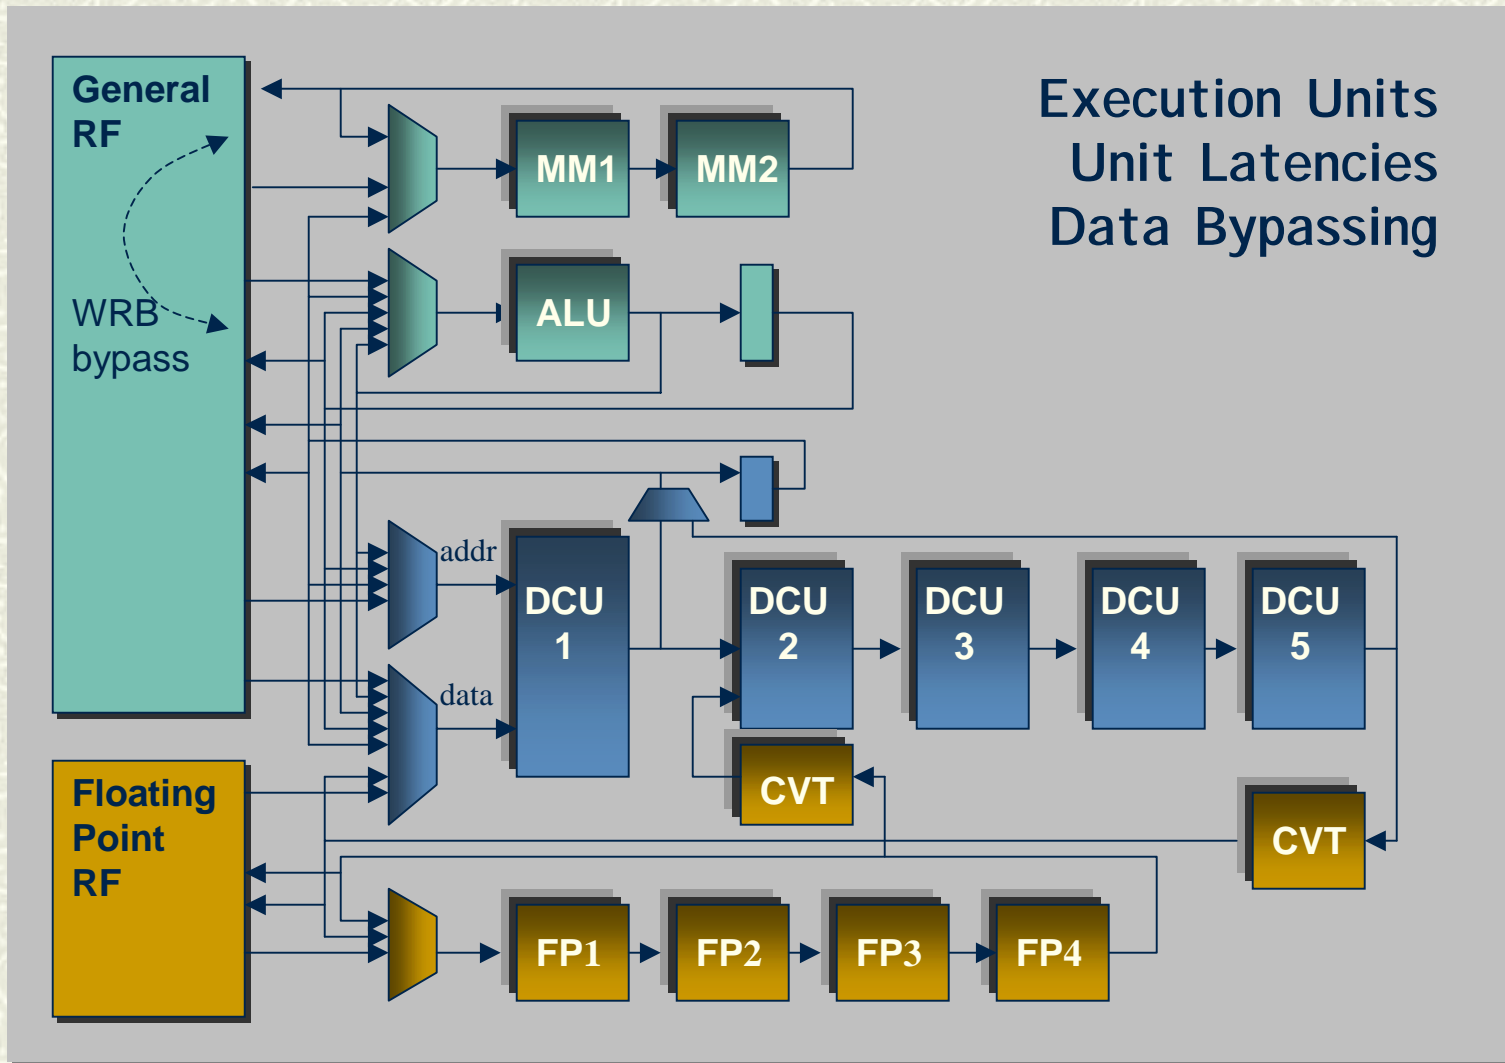 Execution Units
Unit Latencies
Data Bypassing
General
RF
WRB
bypass
MM1
MM2
ALU
addr
data
DCU
1
DCU
2
DCU
3
DCU
4
DCU
5
CVT
CVT
Floating
Point
RF
FP1
FP2
FP3
FP4